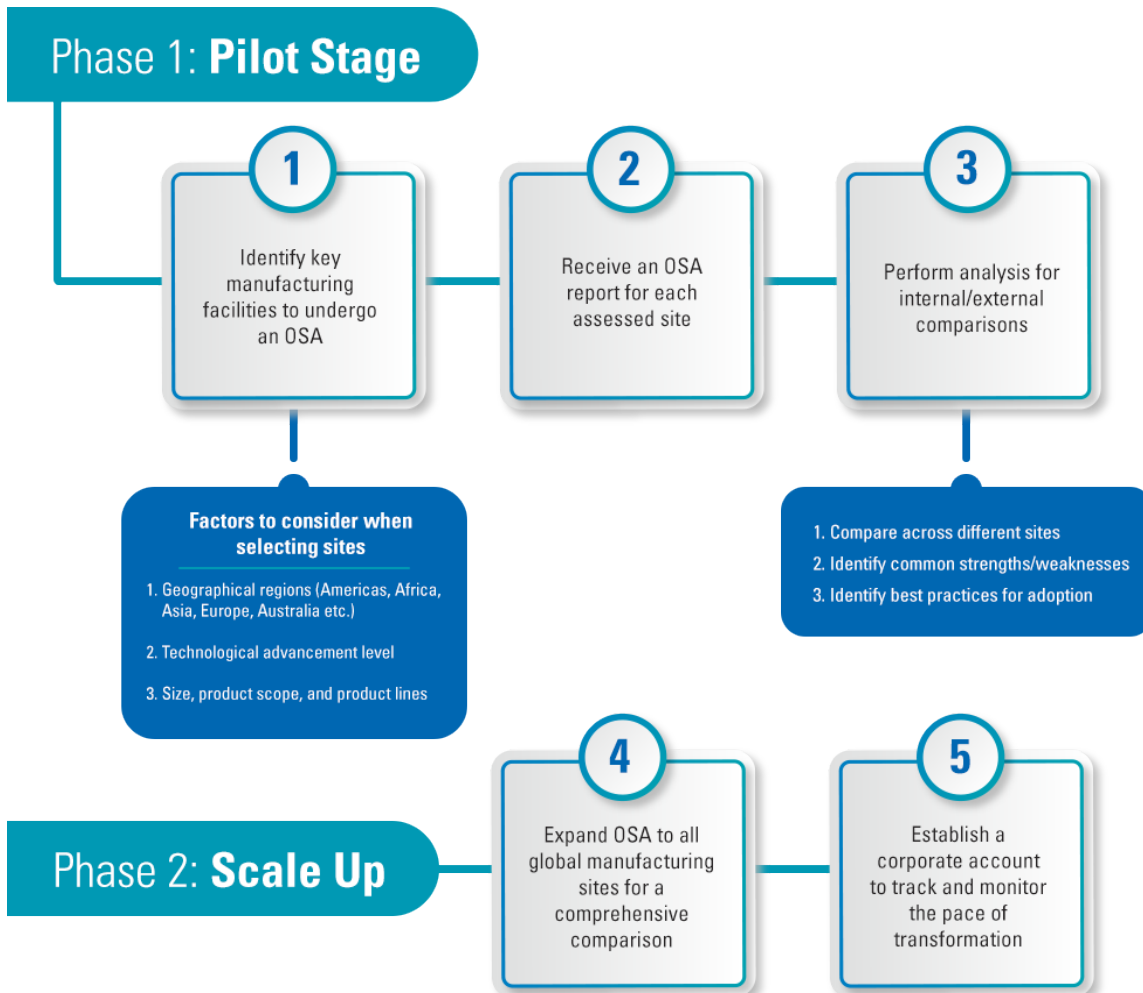 Phase 1: Pilot Stage
1
Identify key
manufacturing
facilities to undergo
an OSA
2
Receive an OSA
report for each
assessed site
3
Perform analysis for
internal/external
comparisons
Factors to consider when
selecting sites
1. Geographical regions (Americas, Africa,
Asia, Europe, Australia etc.)
2. Technological advancement level
3. Size, product scope, and product lines
1. Compare across different sites
2. Identify common strengths/weaknesses
3. Identify best practices for adoption
Phase 2: Scale Up
4
Expand OSA to all
global manufacturing
sites for a
comprehensive
comparison
5
Establish a
corporate account
to track and monitor
the pace of
transformation